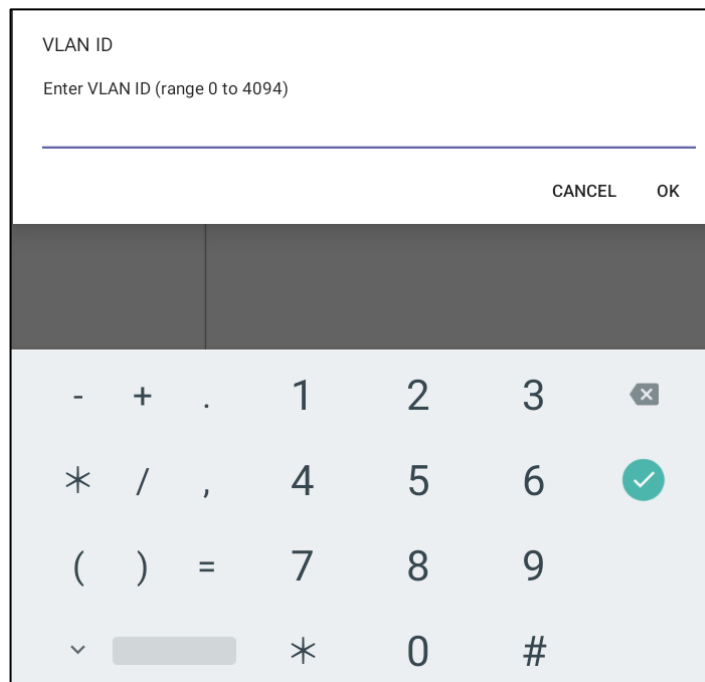 VLAN ID
Enter VLAN ID (range 0 to 4094)
CANCEL OK
- + . 1 2 3
* / , 4 5 6
( ) = 7 8 9
* 0 #